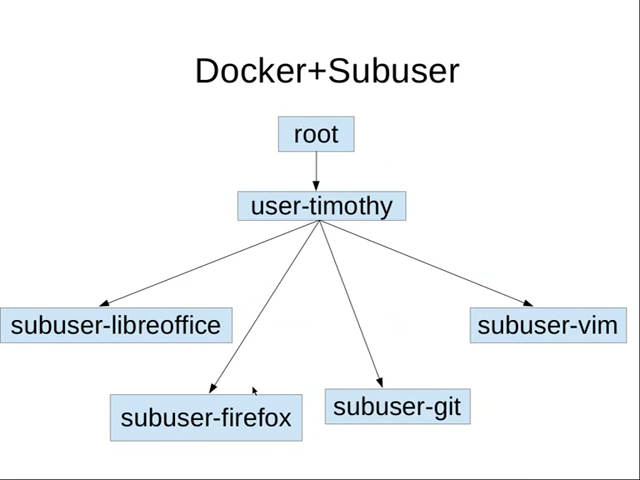 Docker+Subuser
root
user-timothy
subuser-libreoffice
subuser-vim
subuser-firefox
subuser-git